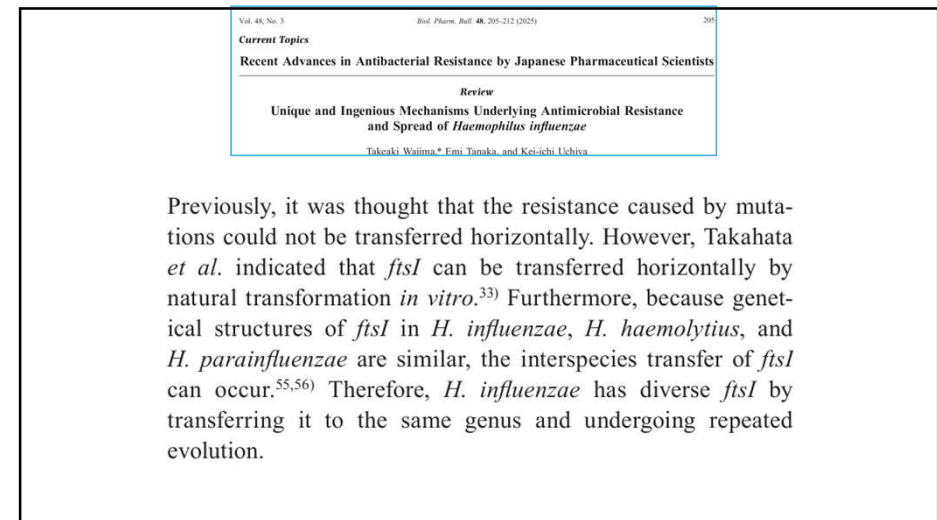 Vol. 48, No. 3 Biol. Pharm. Bull. 48, 205–212 (2025) 205
Current Topics
Recent Advances in Antibacterial Resistance by Japanese Pharmaceutical Scientists
Review
Unique and Ingenious Mechanisms Underlying Antimicrobial Resistance
and Spread of Haemophilus influenzae
Takeaki Wajima,* Emi Tanaka, and Kei-ichi Uchiya
Previously, it was thought that the resistance caused by muta-
tions could not be transferred horizontally. However, Takahata
et al. indicated that ftsI can be transferred horizontally by
natural transformation in vitro.33) Furthermore, because genet-
ical structures of ftsI in H. influenzae, H. haemolytius, and
H. parainfluenzae are similar, the interspecies transfer of ftsI
can occur.55,56) Therefore, H. influenzae has diverse ftsI by
transferring it to the same genus and undergoing repeated
evolution.